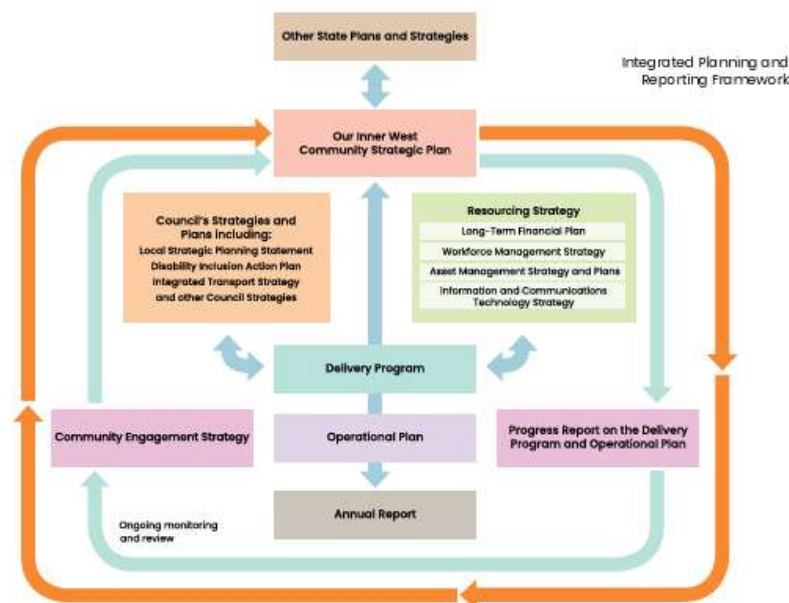 Other State Plans and Strategies
Integrated Planning and
Reporting Framework
Our Inner West
Community Strategic Plan
Council's Strategies and
Plans including:
Local Strategic Planning Statement
Disability Inclusion Action Plan
Integrated Transport Strategy
and other Council Strategies
Resourcing Strategy
Long-Term Financial Plan
Workforce Management Strategy
Asset Management Strategy and Plans
Information and Communications
Technology Strategy
Delivery Program
Community Engagement Strategy
Operational Plan
Progress Report on the Delivery
Program and Operational Plan
Annual Report
Ongoing monitoring
and review